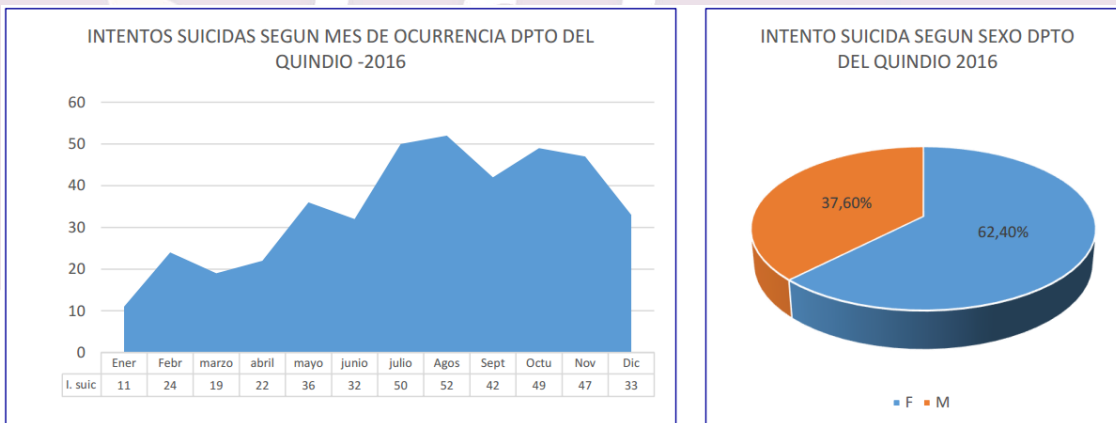 INTENTOS SUICIDAS SEGUN MES DE OCURRENCIA DPTO DEL
QUINDIO -2016
60
50
40
30
20
10
0
Ener Febr marzo abril mayo junio julio Agos Sept Octu Nov Dic
I. suic 11 24 19 22 36 32 50 52 42 49 47 33
INTENTO SUICIDA SEGUN SEXO DPTO
DEL QUINDIO 2016
37,60%
62,40%
F M